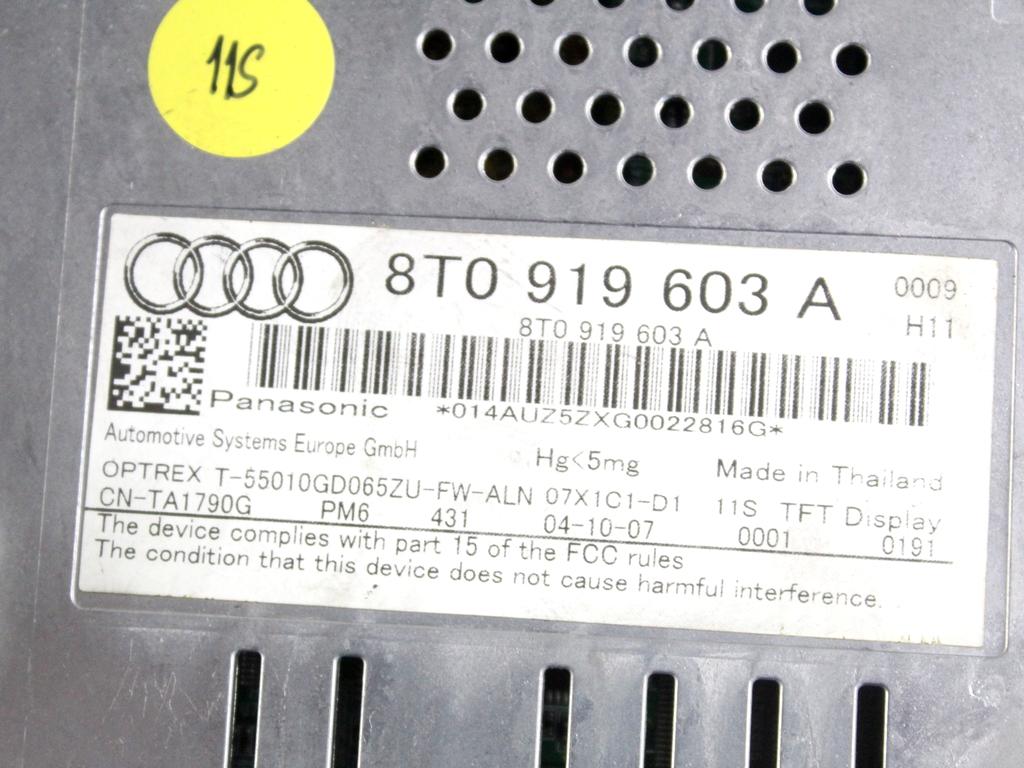 11S
8T0 919 603 A 0009
8T0 919 603 A H11
Panasonic *014AUZ5ZXG0022816G*
Automotive Systems Europe GmbH Hg<5mg Made in Thailand
OPTREX T-55010GD065ZU-FW-ALN 07X1C1-D1 11S TFT Display
CN-TA1790G PM6 431 04-10-07 0001 0191
The device complies with part 15 of the FCC rules
The condition that this device does not cause harmful interference.